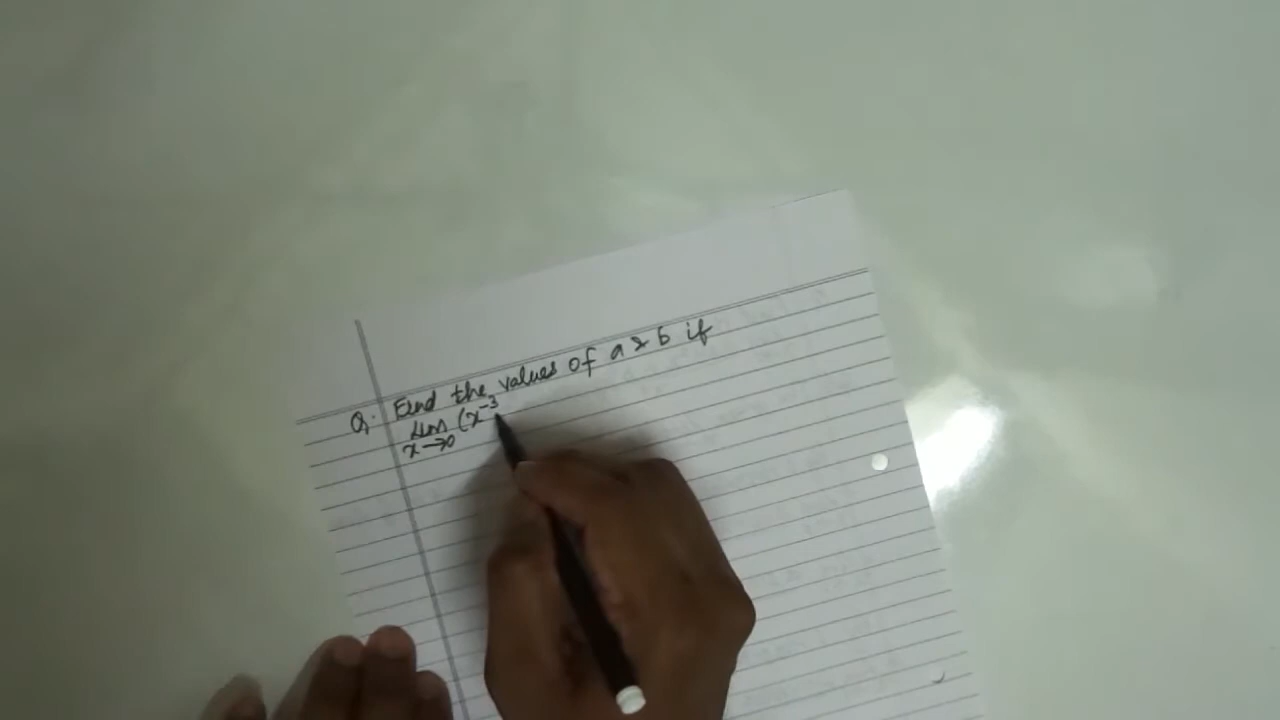 Q. Find the values of a & b if
lim (x⁻³
x→0